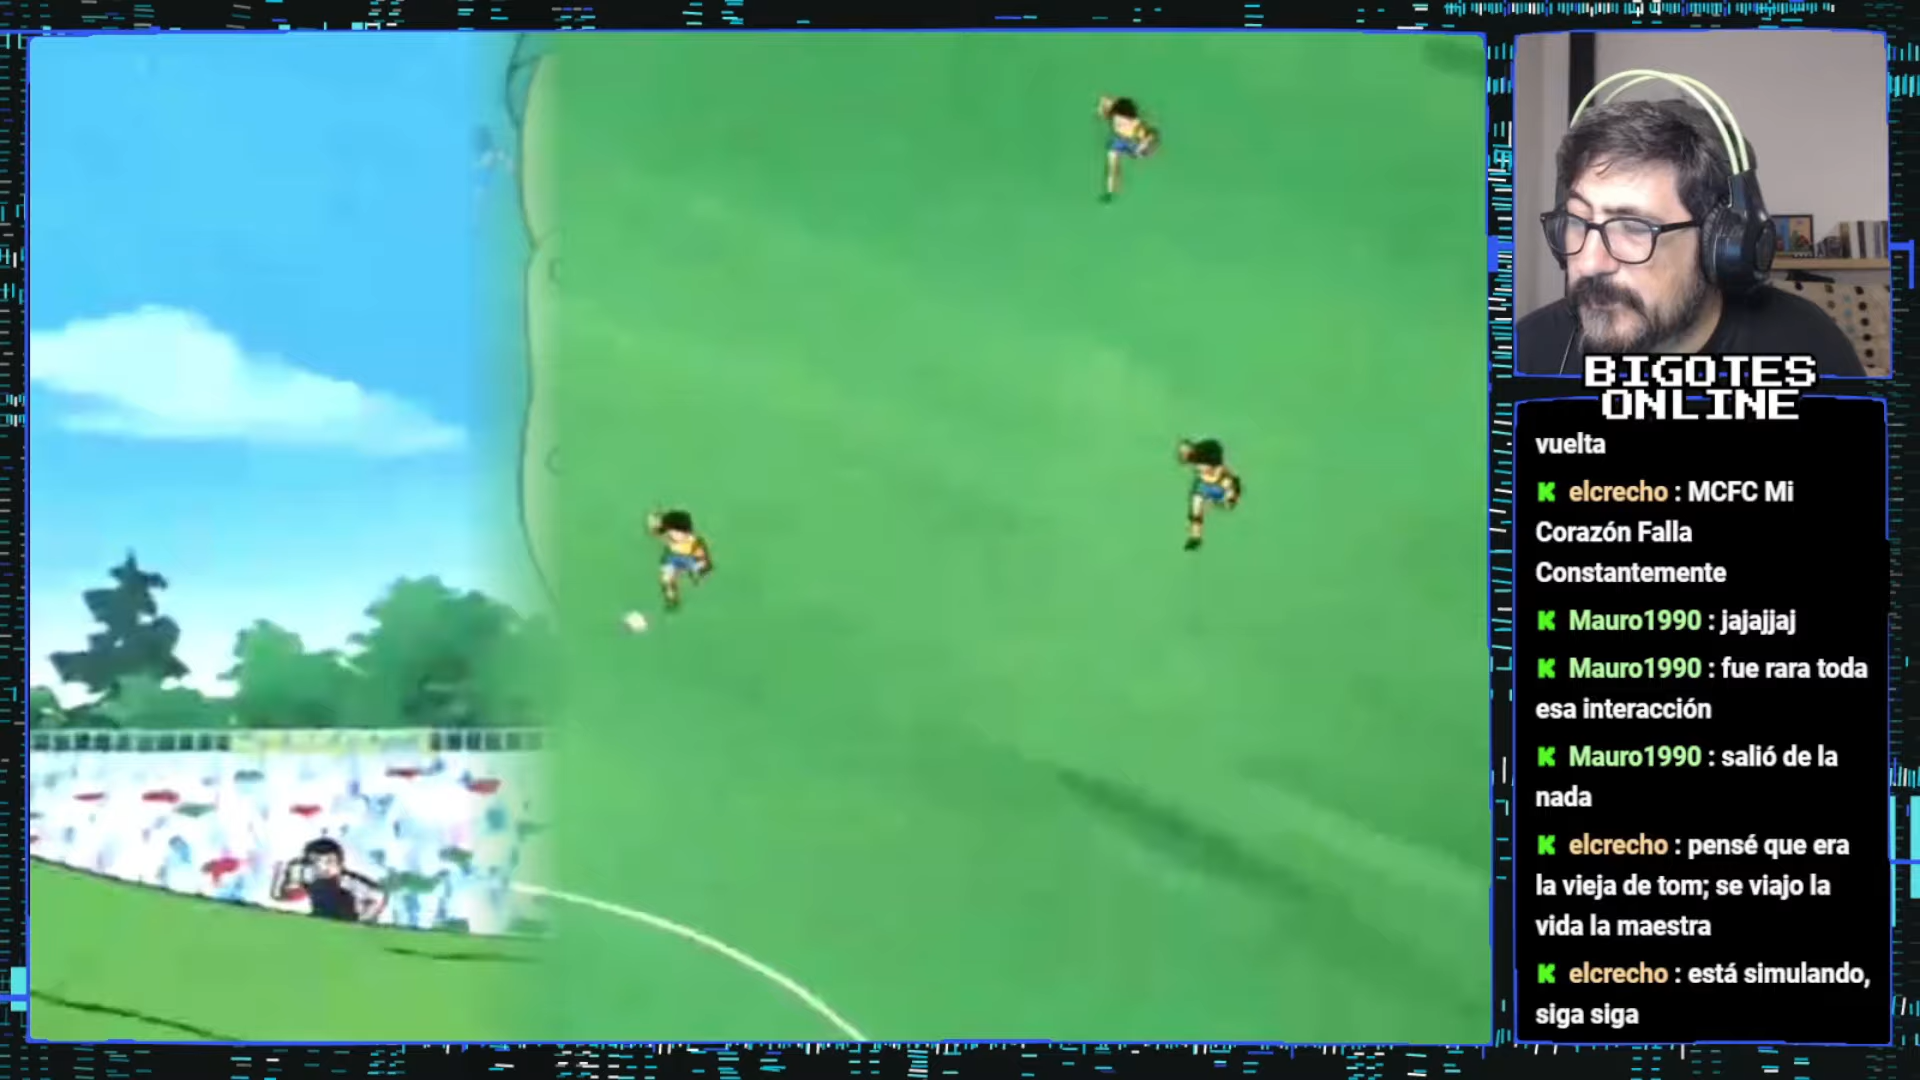 BIGOTES
ONLINE
vuelta
elcrecho : MCFC Mi
Corazón Falla
Constantemente
Mauro1990 : jajajjaj
Mauro1990 : fue rara toda
esa interacción
Mauro1990 : salió de la
nada
elcrecho : pensé que era
la vieja de tom; se viajo la
vida la maestra
elcrecho : está simulando,
siga siga